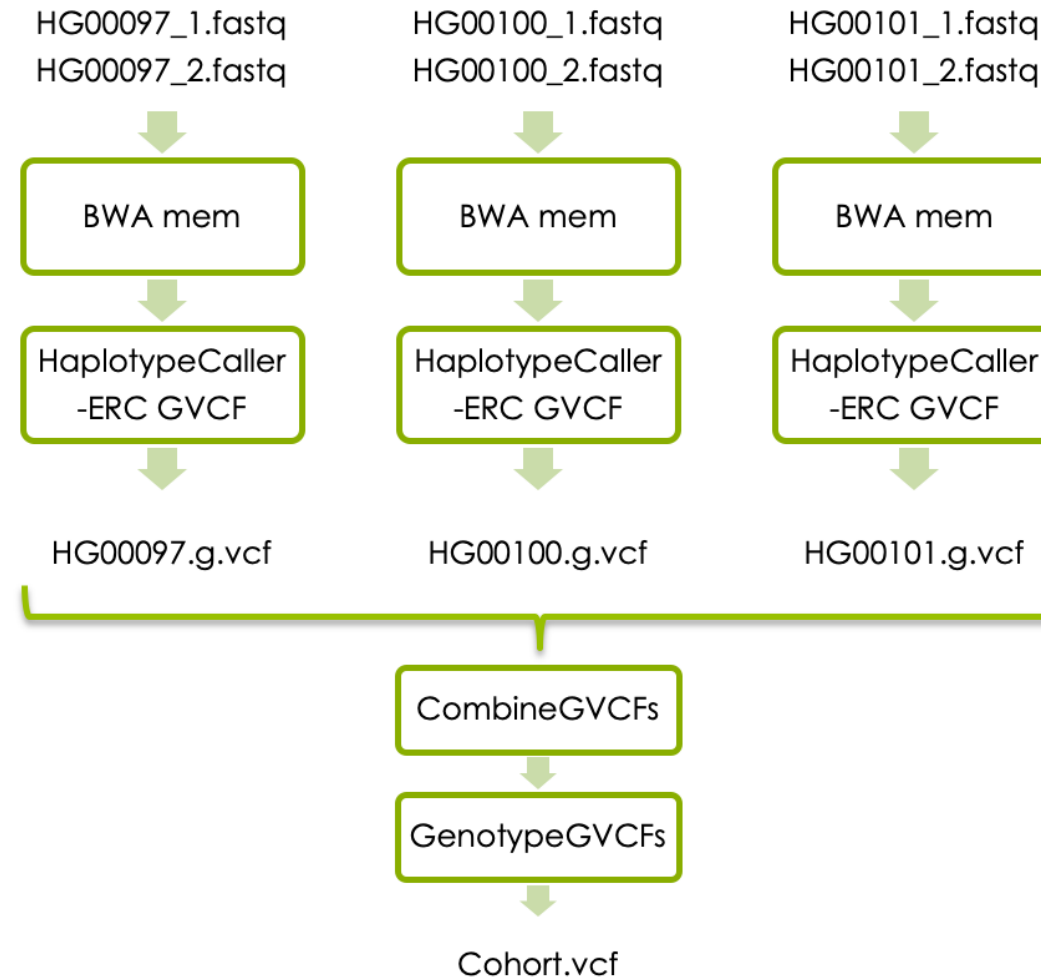 HG00097_1.fastq
HG00097_2.fastq
HG00100_1.fastq
HG00100_2.fastq
HG00101_1.fastq
HG00101_2.fastq
BWA mem
BWA mem
BWA mem
HaplotypeCaller
-ERC GVCF
HaplotypeCaller
-ERC GVCF
HaplotypeCaller
-ERC GVCF
HG00097.g.vcf
HG00100.g.vcf
HG00101.g.vcf
CombineGVCFs
GenotypeGVCFs
Cohort.vcf